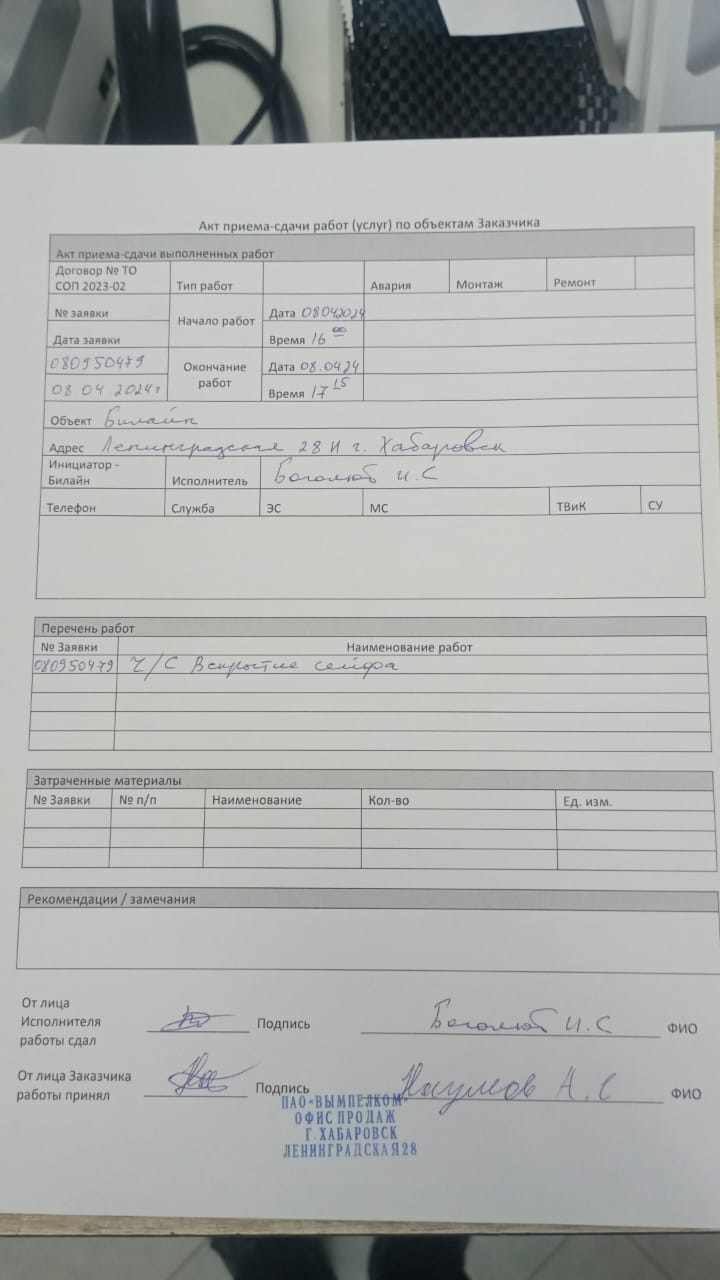 Акт приема-сдачи работ (услуг) по объектам Заказчика
Акт приема-сдачи выполненных работ
Договор № ТО СОП 2023-02 Тип работ Авария Монтаж Ремонт
№ заявки Начало работ Дата 08042024
Дата заявки Время 16 00
080950479 Окончание работ Дата 08.04.24
08 04 2024г Время 17 15
Объект Билайн
Адрес Ленинградская 28 И г. Хабаровск
Инициатор - Билайн Исполнитель Боголюб И.С
Телефон Служба ЭС МС ТВиК СУ
Перечень работ
№ Заявки Наименование работ
080950479 Ч/С Вскрытие сейфа
Затраченные материалы
№ Заявки № п/п Наименование Кол-во Ед. изм.
Рекомендации / замечания
От лица
Исполнителя
работы сдал Подпись Боголюб И.С ФИО
От лица Заказчика
работы принял Подпись Наумов А.С ФИО
ПАО «ВЫМПЕЛКОМ»
ОФИС ПРОДАЖ
Г. ХАБАРОВСК
ЛЕНИНГРАДСКАЯ 28